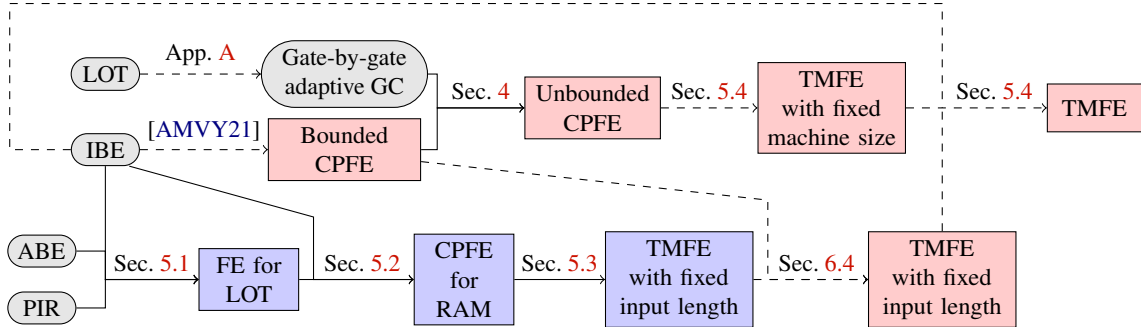 LOT
App. A
Gate-by-gate
adaptive GC
Sec. 4
Unbounded
CPFE
Sec. 5.4
TMFE
with fixed
machine size
Sec. 5.4
TMFE
IBE
[AMVY21]
Bounded
CPFE
ABE
PIR
Sec. 5.1
FE for
LOT
Sec. 5.2
CPFE
for
RAM
Sec. 5.3
TMFE
with fixed
input length
Sec. 6.4
TMFE
with fixed
input length